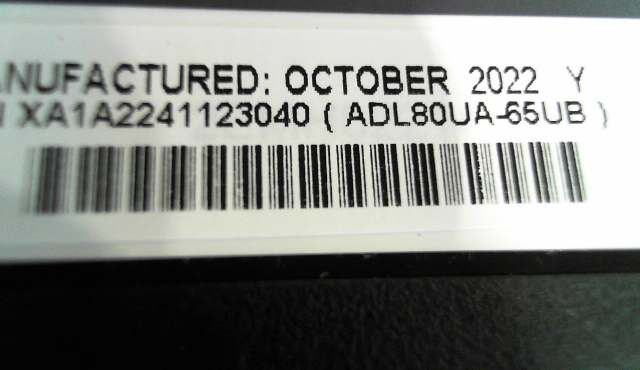 ANUFACTURED: OCTOBER 2022 Y
N XA1A2241123040 ( ADL80UA-65UB )